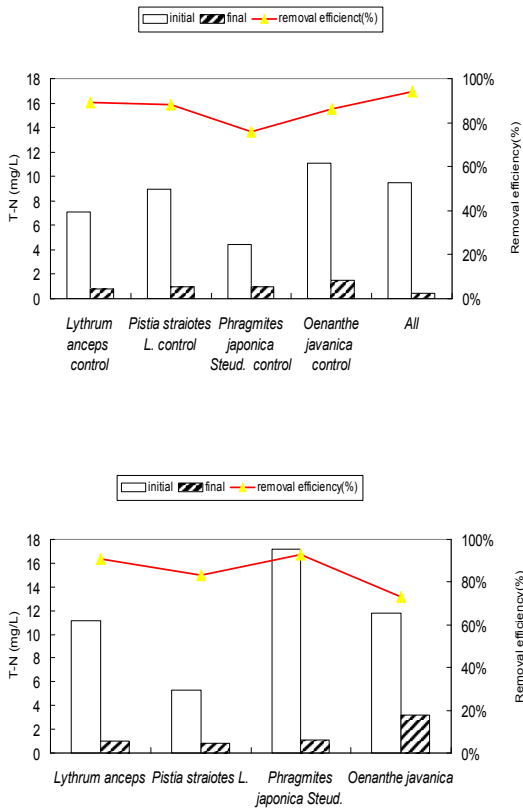 initial final removal efficienct(%)
18 100%
16
14 80%
12
10 60%
8 40%
6
4 20%
2
0 0%
T-N (mg/L)
Removal efficiency(%)
Lythrum anceps control
Pistia straiotes L. control
Phragmites japonica Steud. control
Oenanthe javanica control
All
initial final removal efficiency(%)
18 100%
16
14 80%
12
10 60%
8 40%
6
4 20%
2
0 0%
T-N (mg/L)
Removal efficiency(%)
Lythrum anceps Pistia straiotes L. Phragmites Oenanthe javanica
japonica Steud.